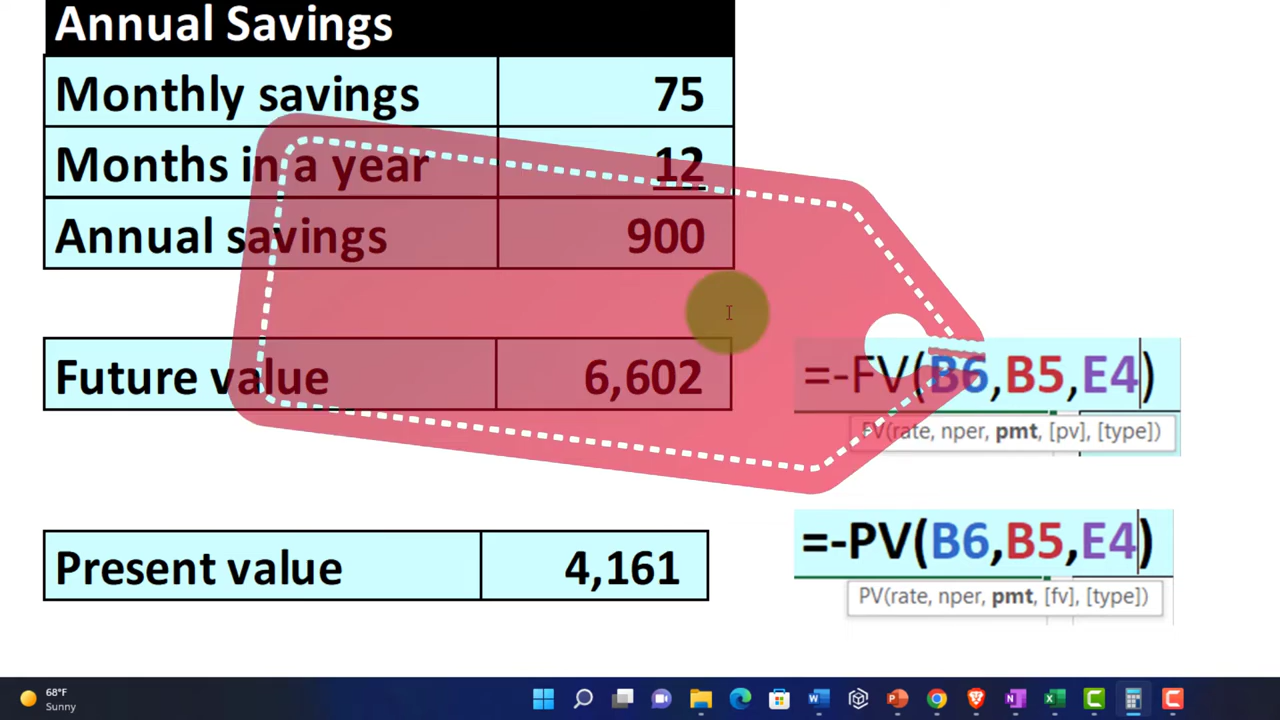 Annual Savings
Monthly savings 75
Months in a year 12
Annual savings 900
Future value 6,602
=-FV(B6,B5,E4)
FV(rate, nper, pmt, [pv], [type])
Present value 4,161
=-PV(B6,B5,E4)
PV(rate, nper, pmt, [fv], [type])
68°F
Sunny